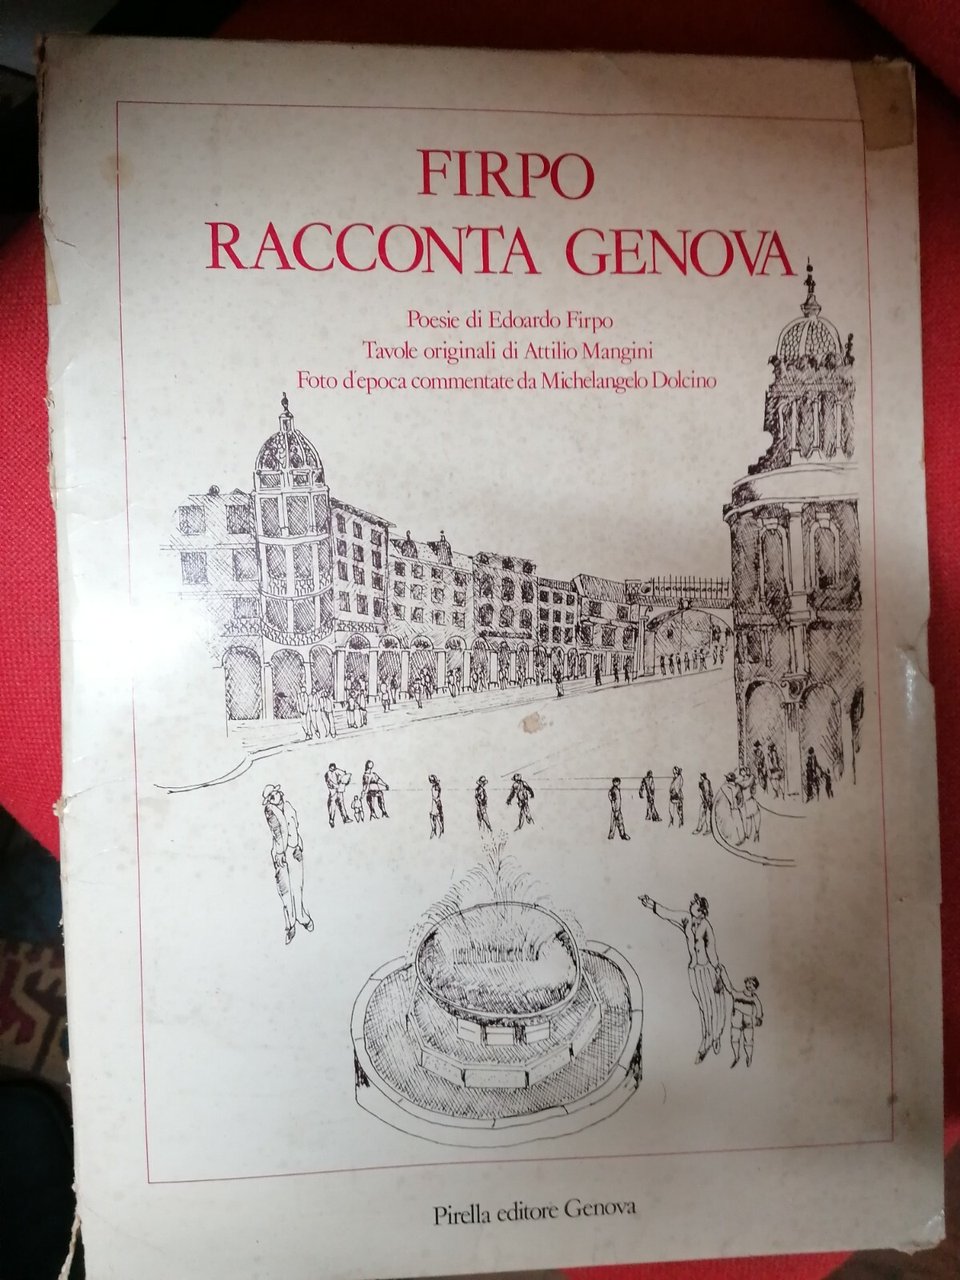 FIRPO
RACCONTA GENOVA
Poesie di Edoardo Firpo
Tavole originali di Attilio Mangini
Foto d'epoca commentate da Michelangelo Dolcino
Pirella editore Genova